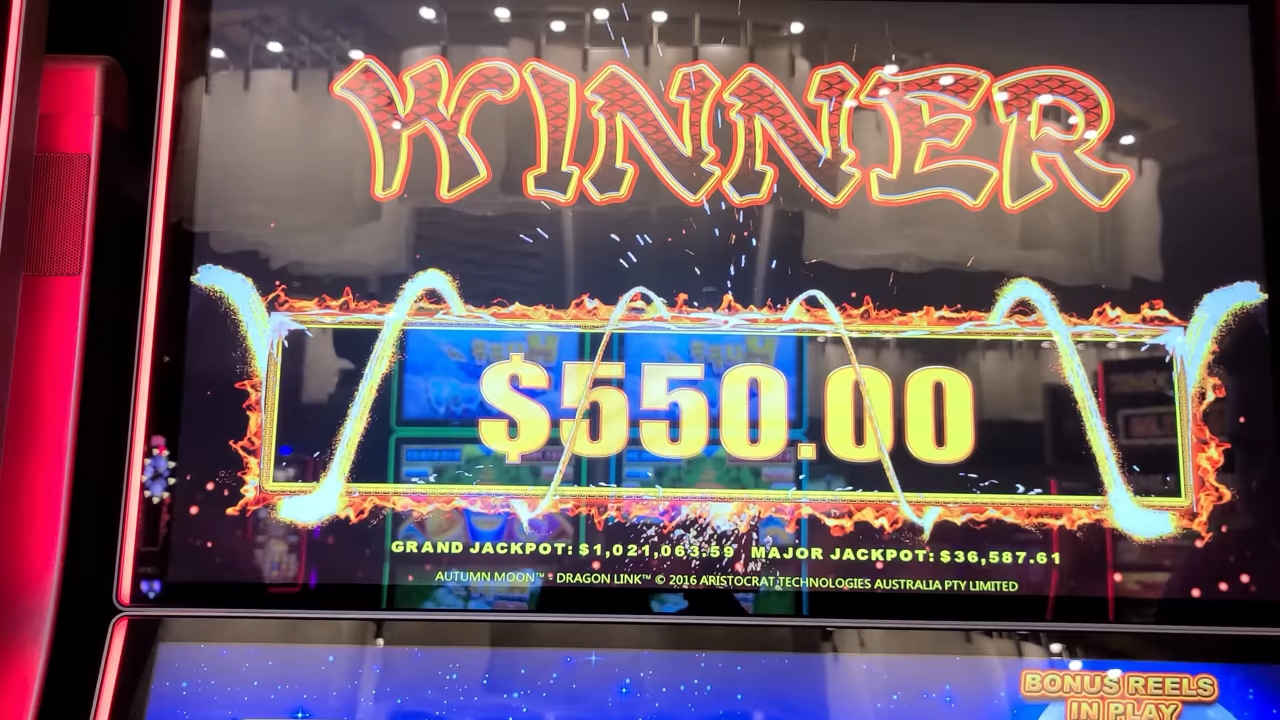 WINNER
$550.00
GRAND JACKPOT: $1,021,063.59 MAJOR JACKPOT: $36,587.61
AUTUMN MOON™ - DRAGON LINK™ © 2016 ARISTOCRAT TECHNOLOGIES AUSTRALIA PTY LIMITED
BONUS REELS
IN PLAY